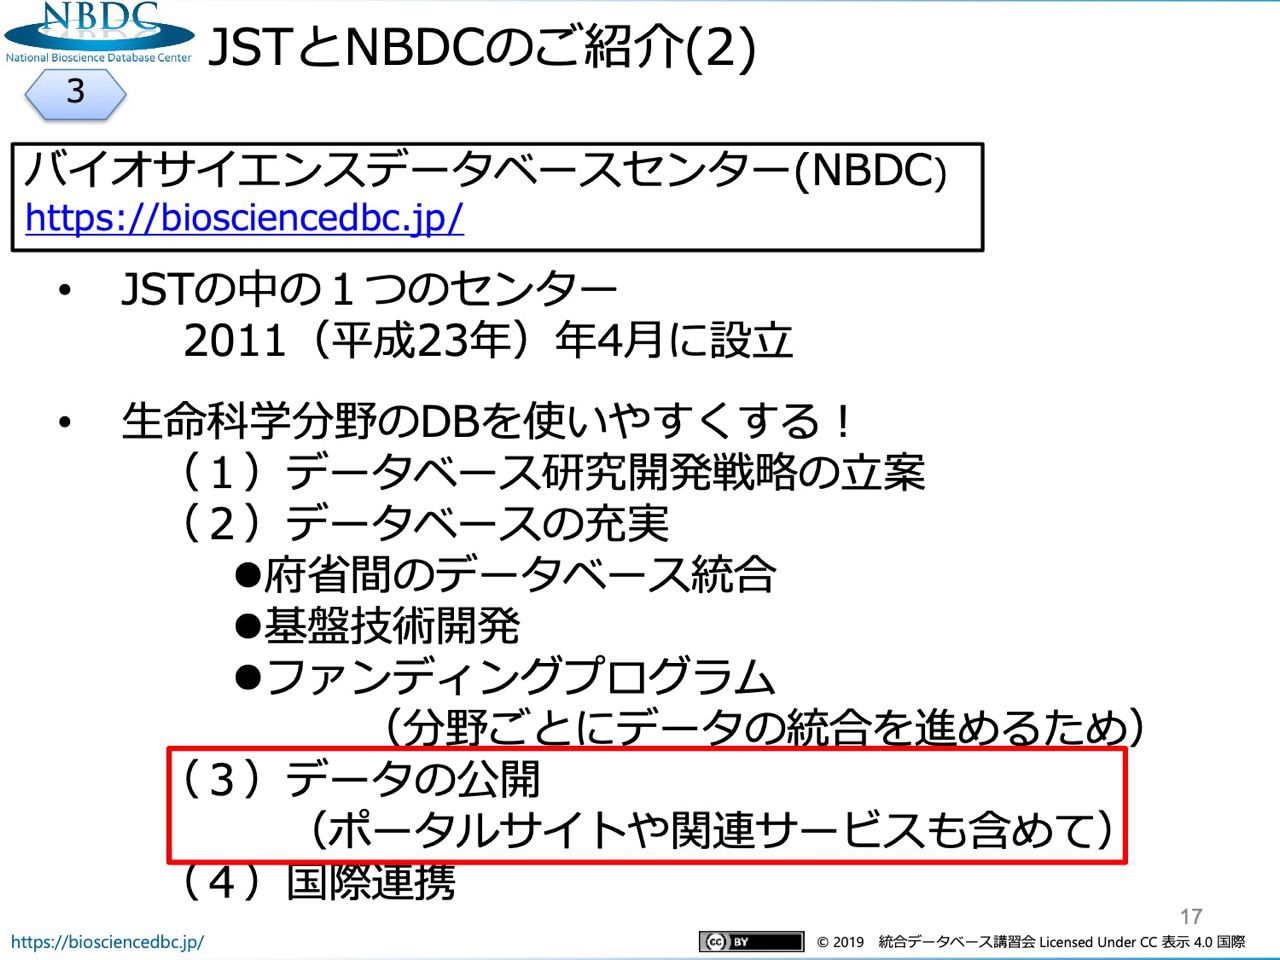 NBDC
National Bioscience Database Center
JSTとNBDCのご紹介(2)
3
バイオサイエンスデータベースセンター(NBDC)
https://biosciencedbc.jp/
• JSTの中の１つのセンター
2011（平成23年）年4月に設立
• 生命科学分野のDBを使いやすくする！
（1）データベース研究開発戦略の立案
（2）データベースの充実
●府省間のデータベース統合
●基盤技術開発
●ファンディングプログラム
（分野ごとにデータの統合を進めるため）
（3）データの公開
（ポータルサイトや関連サービスも含めて）
（4）国際連携
17
https://biosciencedbc.jp/
cc BY
© 2019 統合データベース講習会 Licensed Under CC 表示 4.0 国際